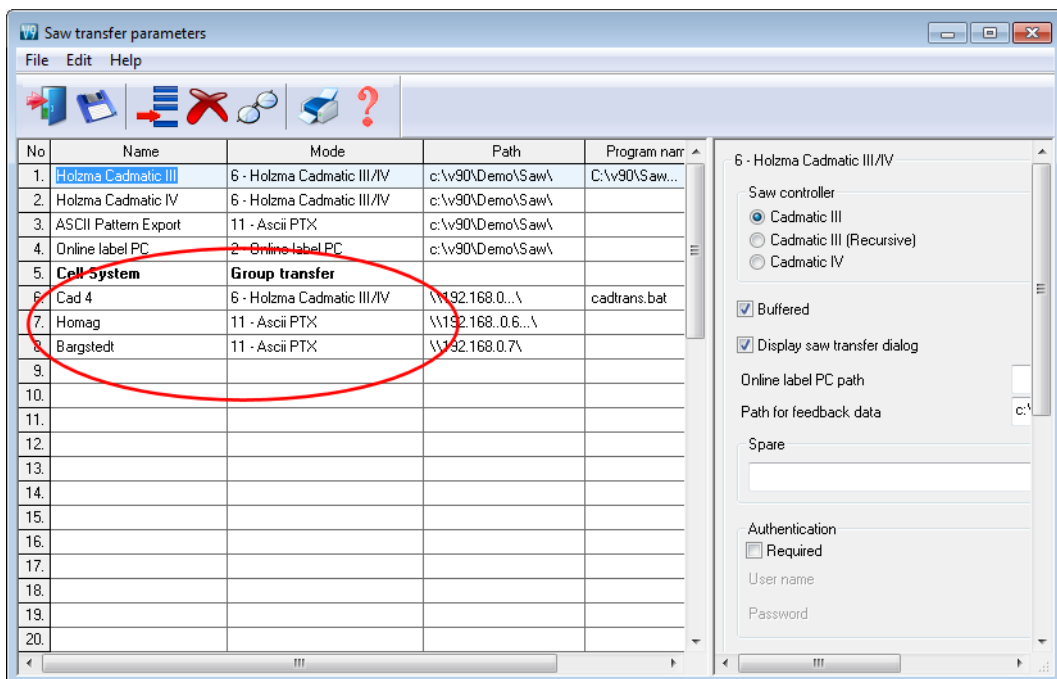 V9 Saw transfer parameters
File Edit Help
No Name Mode Path Program nam
1. Holzma Cadmatic III 6 - Holzma Cadmatic III/IV c:\v90\Demo\Saw\ C:\v90\Saw...
2. Holzma Cadmatic IV 6 - Holzma Cadmatic III/IV c:\v90\Demo\Saw\
3. ASCII Pattern Export 11 - Ascii PTX c:\v90\Demo\Saw\
4. Online label PC 2 - Online label PC c:\v90\Demo\Saw\
5. Cell System Group transfer
6. Cad 4 6 - Holzma Cadmatic III/IV \\192.168.0...\ cadtrans.bat
7. Homag 11 - Ascii PTX \\192.168..0.6...\
8. Bargstedt 11 - Ascii PTX \\192.168.0.7\
9.
10.
11.
12.
13.
14.
15.
16.
17.
18.
19.
20.
6 - Holzma Cadmatic III/IV
Saw controller
Cadmatic III
Cadmatic III (Recursive)
Cadmatic IV
Buffered
Display saw transfer dialog
Online label PC path
Path for feedback data c:\
Spare
Authentication
Required
User name
Password